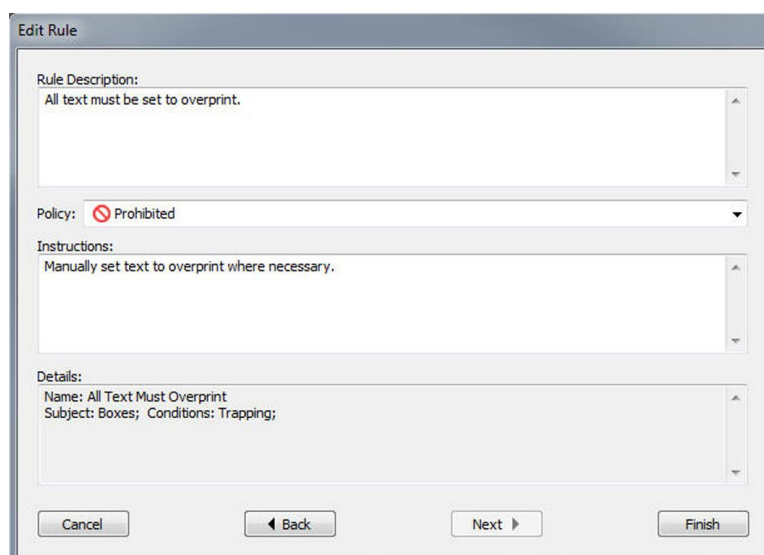 Edit Rule
Rule Description:
All text must be set to overprint.
Policy: Prohibited
Instructions:
Manually set text to overprint where necessary.
Details:
Name: All Text Must Overprint
Subject: Boxes;  Conditions: Trapping;
Cancel Back Next Finish